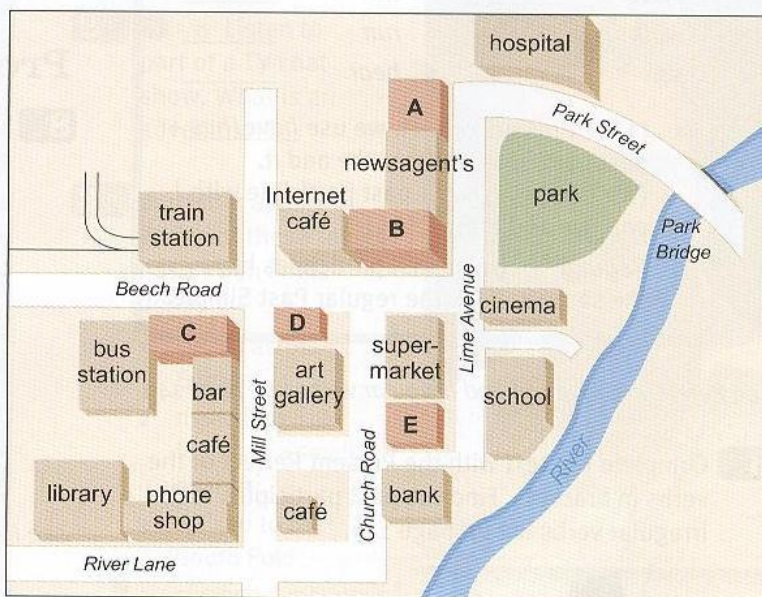 hospital
A
Park Street
newsagent's
Internet
café
train
station
B
park
Park
Bridge
Beech Road
Lime Avenue
cinema
C
D
bus
station
super-
market
bar
art
gallery
school
Mill Street
E
café
Church Road
River
library
phone
shop
café
bank
River Lane